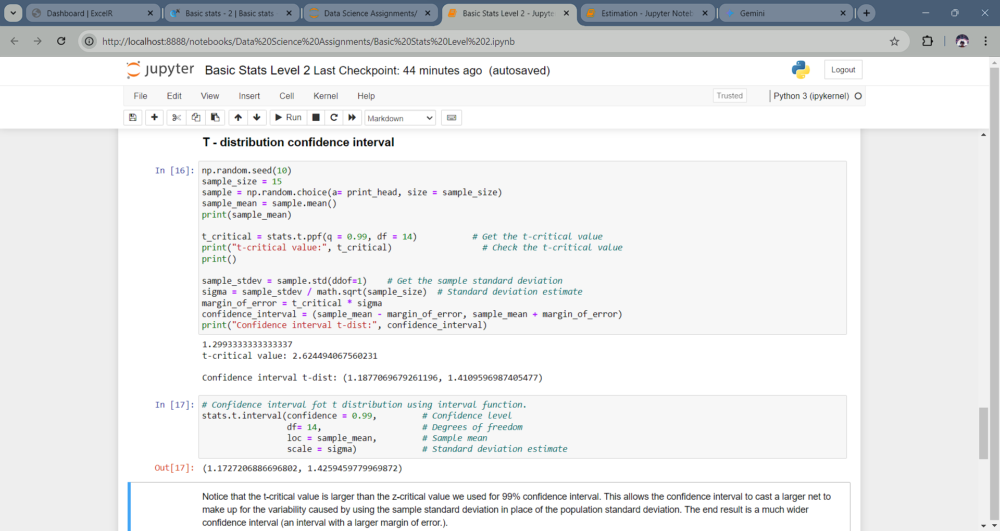 Dashboard | ExcelR
Basic stats - 2 | Basic stats -
Data Science Assignments/
Basic Stats Level 2 - Jupyte
Estimation - Jupyter Noteb
Gemini
http://localhost:8888/notebooks/Data%20Science%20Assignments/Basic%20Stats%20Level%202.ipynb
jupyter Basic Stats Level 2 Last Checkpoint: 44 minutes ago (autosaved)
Logout
File Edit View Insert Cell Kernel Help
Trusted
Python 3 (ipykernel)
Run
Markdown
T - distribution confidence interval
In [16]: np.random.seed(10)
sample_size = 15
sample = np.random.choice(a= print_head, size = sample_size)
sample_mean = sample.mean()
print(sample_mean)
t_critical = stats.t.ppf(q = 0.99, df = 14) # Get the t-critical value
print("t-critical value:", t_critical) # Check the t-critical value
print()
sample_stdev = sample.std(ddof=1) # Get the sample standard deviation
sigma = sample_stdev / math.sqrt(sample_size) # Standard deviation estimate
margin_of_error = t_critical * sigma
confidence_interval = (sample_mean - margin_of_error, sample_mean + margin_of_error)
print("Confidence interval t-dist:", confidence_interval)
1.2993333333333337
t-critical value: 2.624494067560231
Confidence interval t-dist: (1.1877069679261196, 1.4109596987405477)
In [17]: # Confidence interval fot t distribution using interval function.
stats.t.interval(confidence = 0.99, # Confidence level
df= 14, # Degrees of freedom
loc = sample_mean, # Sample mean
scale = sigma) # Standard deviation estimate
Out[17]: (1.1727206886696802, 1.4259459779969872)
Notice that the t-critical value is larger than the z-critical value we used for 99% confidence interval. This allows the confidence interval to cast a larger net to
make up for the variability caused by using the sample standard deviation in place of the population standard deviation. The end result is a much wider
confidence interval (an interval with a larger margin of error.).